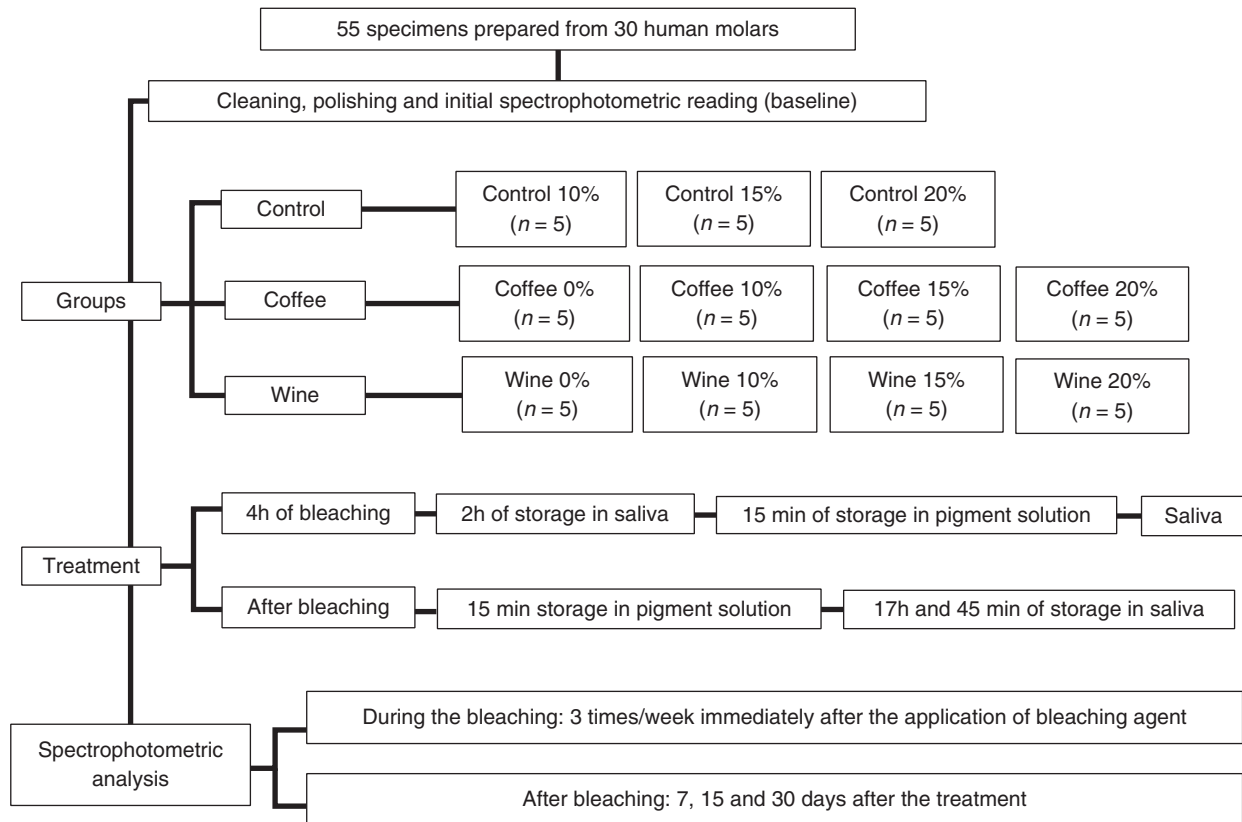 55 specimens prepared from 30 human molars
Cleaning, polishing and initial spectrophotometric reading (baseline)
Groups
Control
Control 10%
(n = 5)
Control 15%
(n = 5)
Control 20%
(n = 5)
Coffee
Coffee 0%
(n = 5)
Coffee 10%
(n = 5)
Coffee 15%
(n = 5)
Coffee 20%
(n = 5)
Wine
Wine 0%
(n = 5)
Wine 10%
(n = 5)
Wine 15%
(n = 5)
Wine 20%
(n = 5)
Treatment
4h of bleaching
2h of storage in saliva
15 min of storage in pigment solution
Saliva
After bleaching
15 min storage in pigment solution
17h and 45 min of storage in saliva
Spectrophotometric
analysis
During the bleaching: 3 times/week immediately after the application of bleaching agent
After bleaching: 7, 15 and 30 days after the treatment